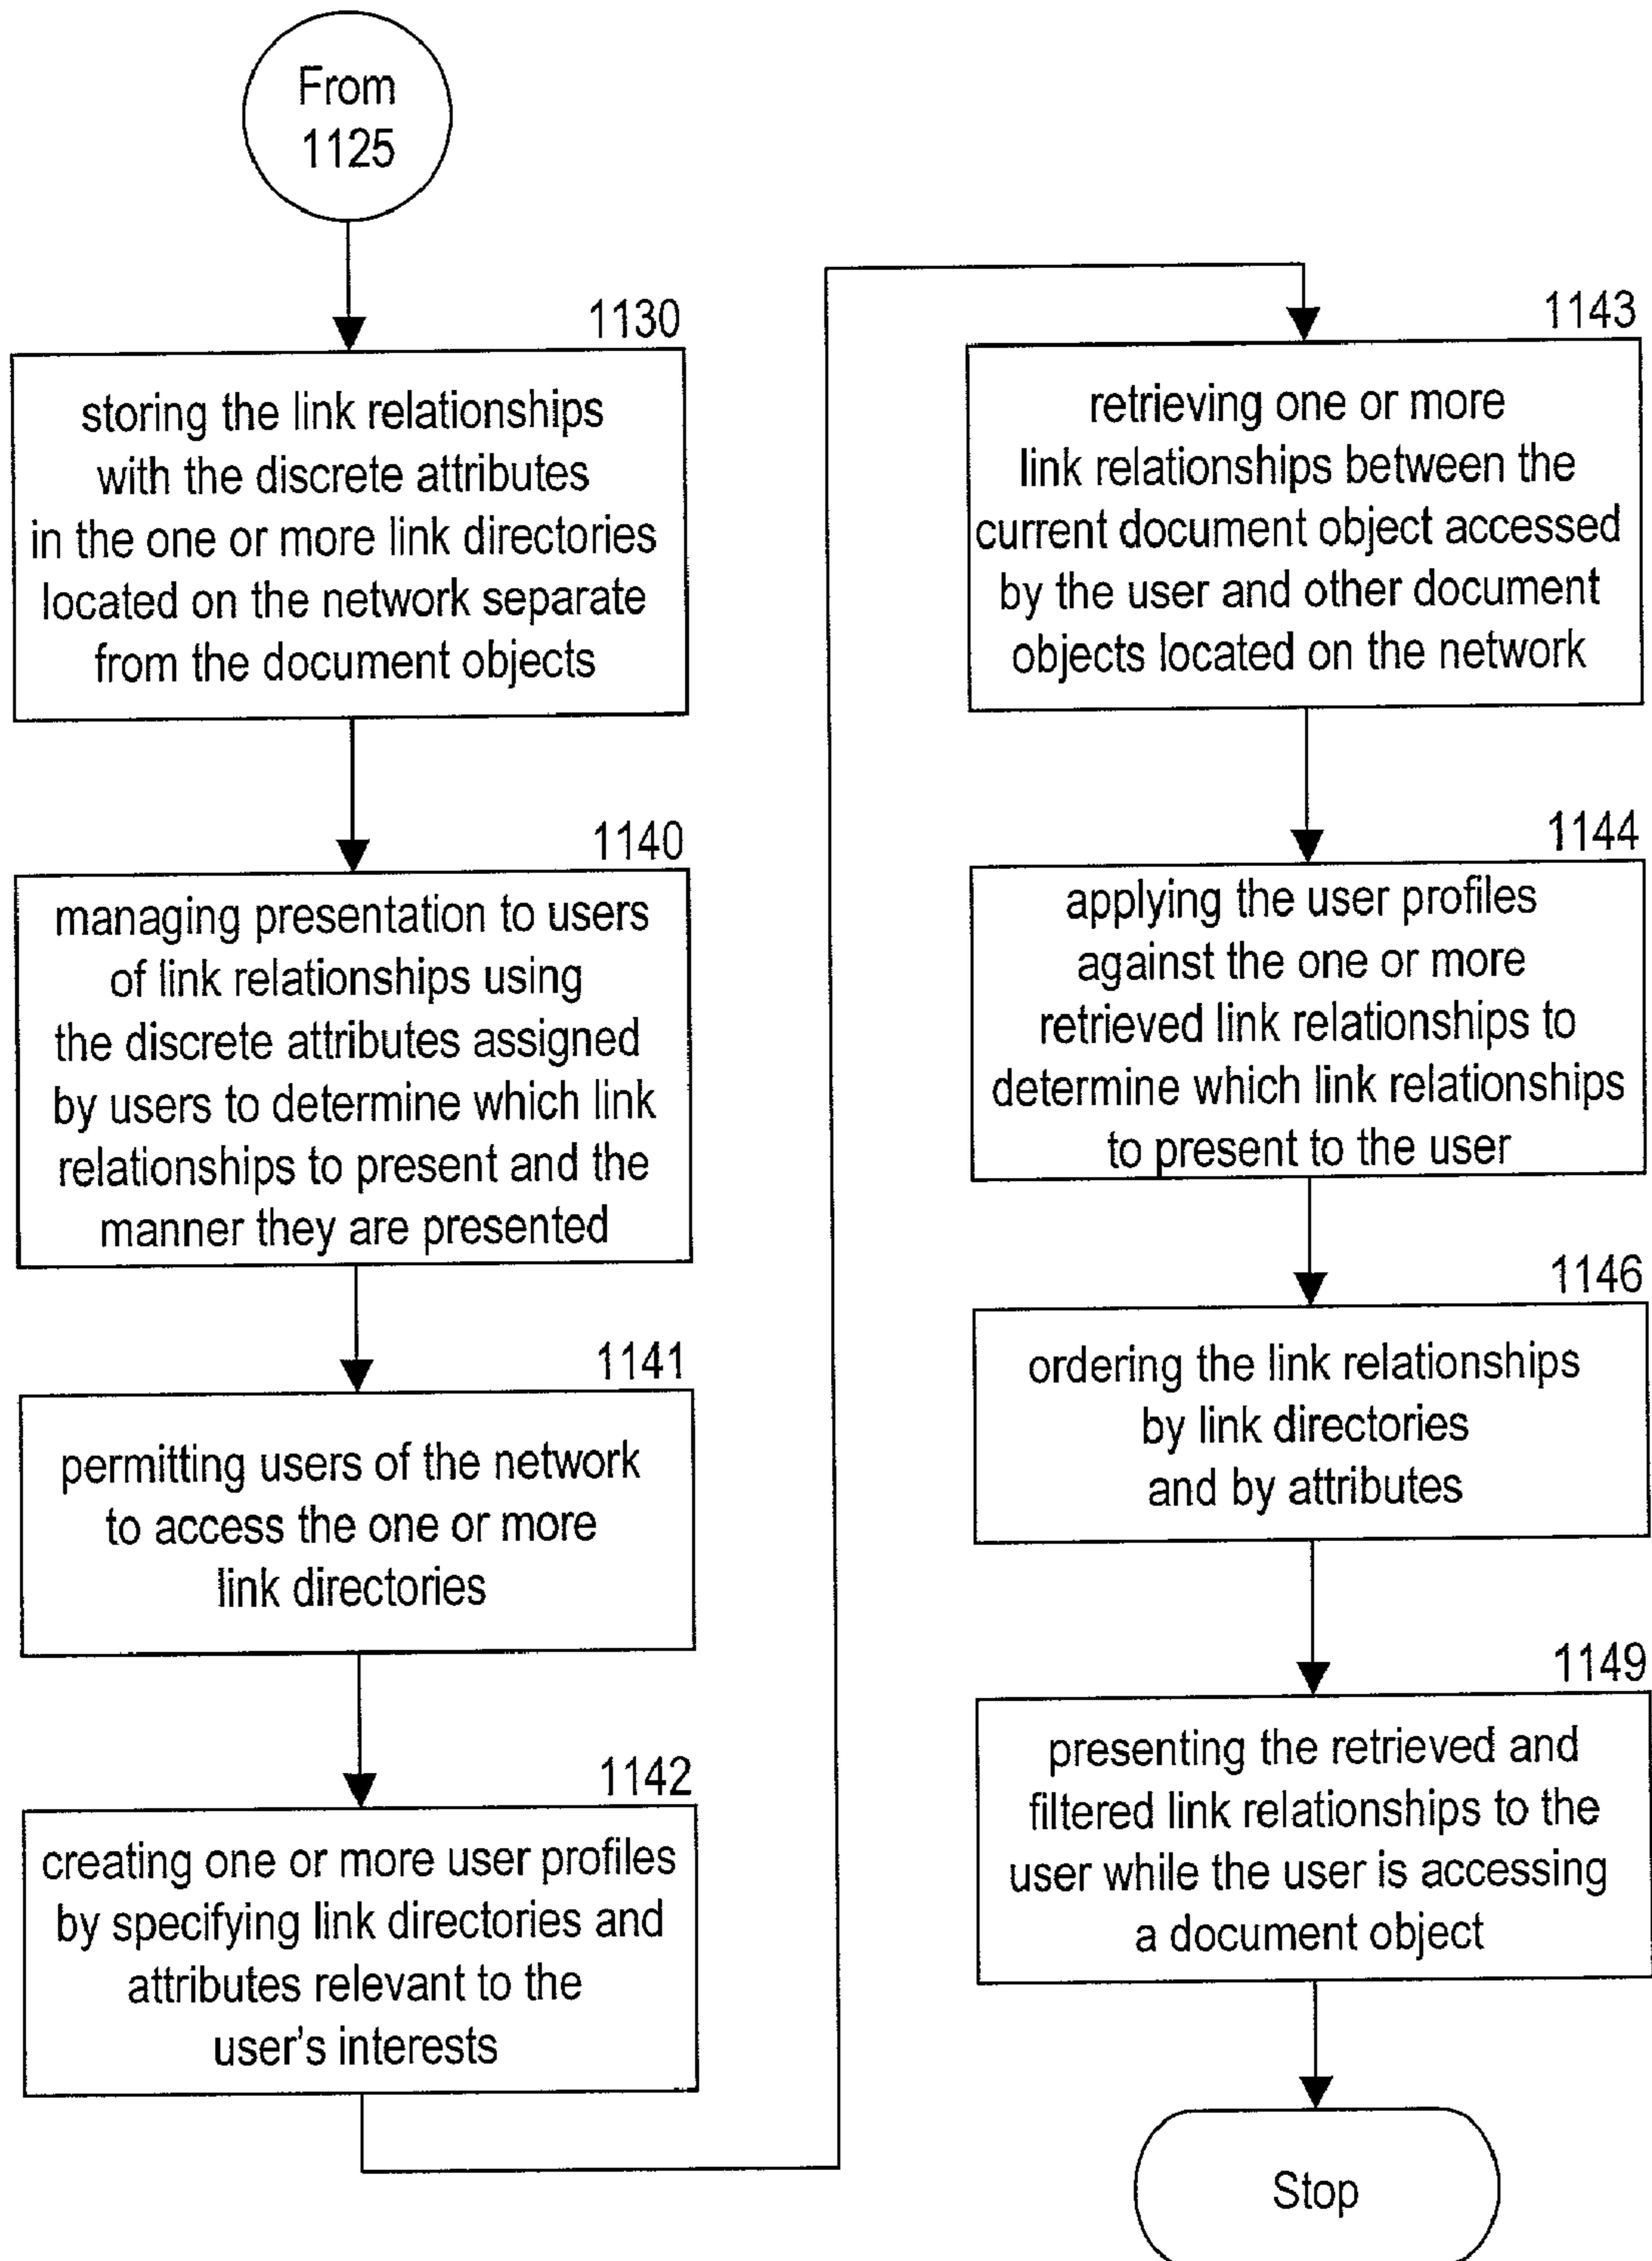 From
1125
1130
storing the link relationships
with the discrete attributes
in the one or more link directories
located on the network separate
from the document objects
1140
managing presentation to users
of link relationships using
the discrete attributes assigned
by users to determine which link
relationships to present and the
manner they are presented
1141
permitting users of the network
to access the one or more
link directories
1142
creating one or more user profiles
by specifying link directories and
attributes relevant to the
user's interests
1143
retrieving one or more
link relationships between the
current document object accessed
by the user and other document
objects located on the network
1144
applying the user profiles
against the one or more
retrieved link relationships to
determine which link relationships
to present to the user
1146
ordering the link relationships
by link directories
and by attributes
1149
presenting the retrieved and
filtered link relationships to the
user while the user is accessing
a document object
Stop